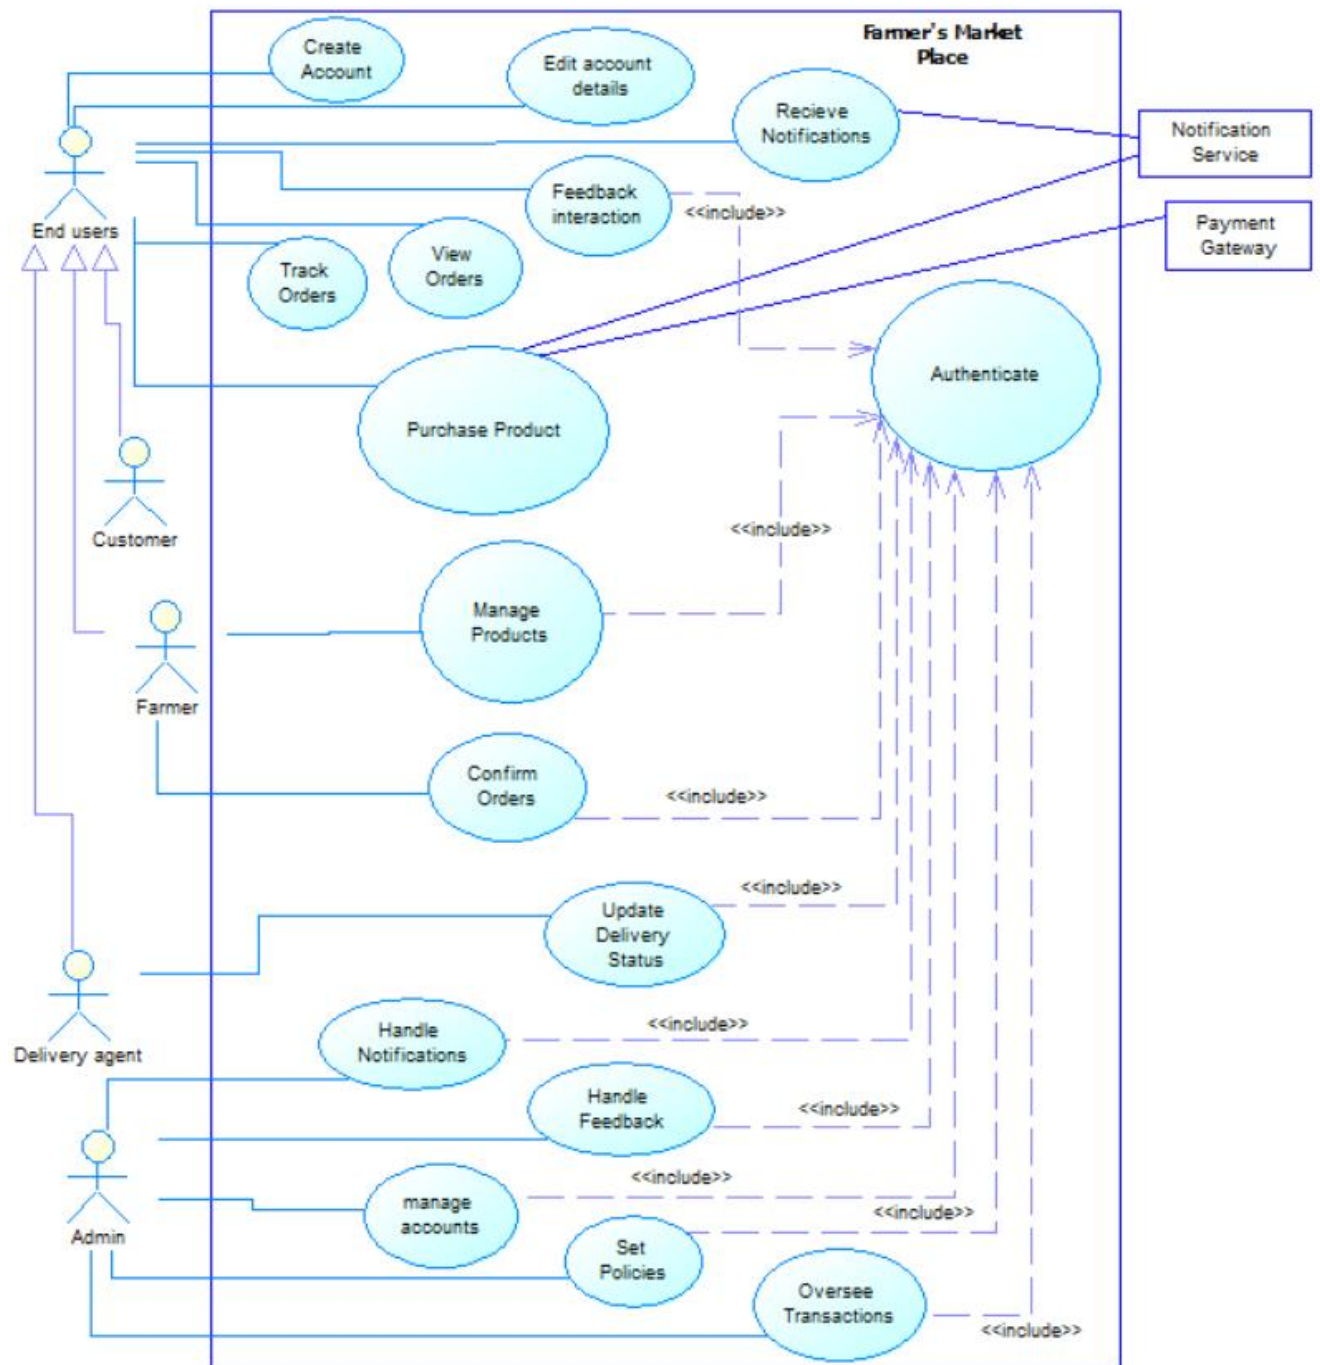 Farmer's Market
Place
Create
Account
Edit account
details
Recieve
Notifications
Notification
Service
Feedback
interaction
<<include>>
Payment
Gateway
End users
View
Orders
Track
Orders
Authenticate
Purchase Product
Customer
<<include>>
Manage
Products
Farmer
Confirm
Orders
<<include>>
<<include>>
Update
Delivery
Status
Delivery agent
Handle
Notifications
<<include>>
Handle
Feedback
<<include>>
<<include>>
manage
accounts
<<include>>
Admin
Set
Policies
Oversee
Transactions
<<include>>